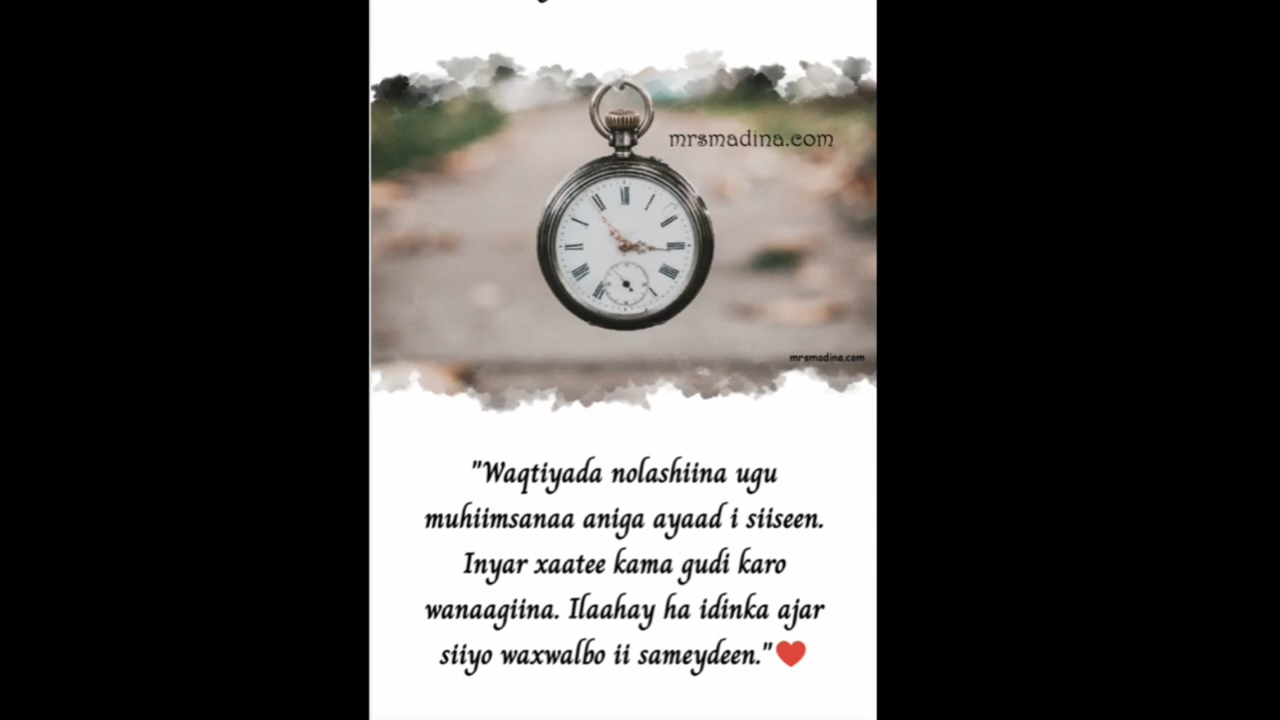 mrsmadina.com
mrsmadina.com
"Waqtiyada nolashiina ugu
muhiimsanaa aniga ayaad i siiseen.
Inyar xaatee kama gudi karo
wanaagiina. Ilaahay ha idinka ajar
siiyo waxwalbo ii sameydeen."❤️